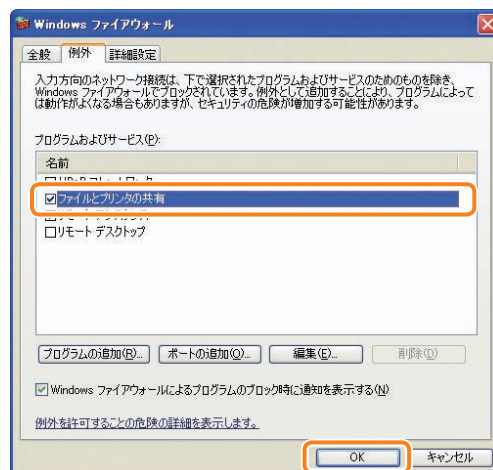 Windows ファイアウォール
全般 例外 詳細設定
入力方向のネットワーク接続は、下で選択されたプログラムおよびサービスのためのものを除き、
Windows ファイアウォールでブロックされています。例外として追加することにより、プログラムによって
は動作がよくなる場合もありますが、セキュリティの危険が増加する可能性があります。
プログラムおよびサービス(P):
名前
ファイルとプリンタの共有
リモート デスクトップ
プログラムの追加(R)... ポートの追加(O)... 編集(E)... 削除(D)
Windows ファイアウォールによるプログラムのブロック時に通知を表示する(N)
例外を許可することの危険の詳細を表示します。
OK キャンセル